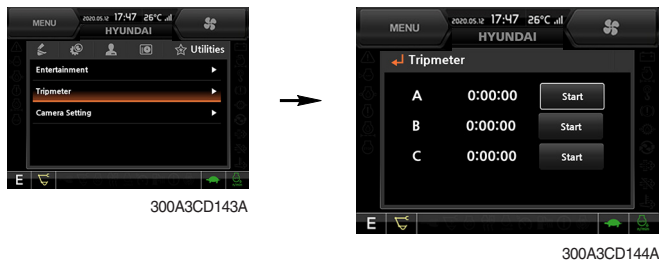 MENU
2020.05.12 17:47 26°C
HYUNDAI
Utilities
Entertainment
Tripmeter
Camera Setting
E
300A3CD143A
MENU
2020.05.12 17:47 26°C
HYUNDAI
Tripmeter
A 0:00:00 Start
B 0:00:00 Start
C 0:00:00 Start
E
300A3CD144A